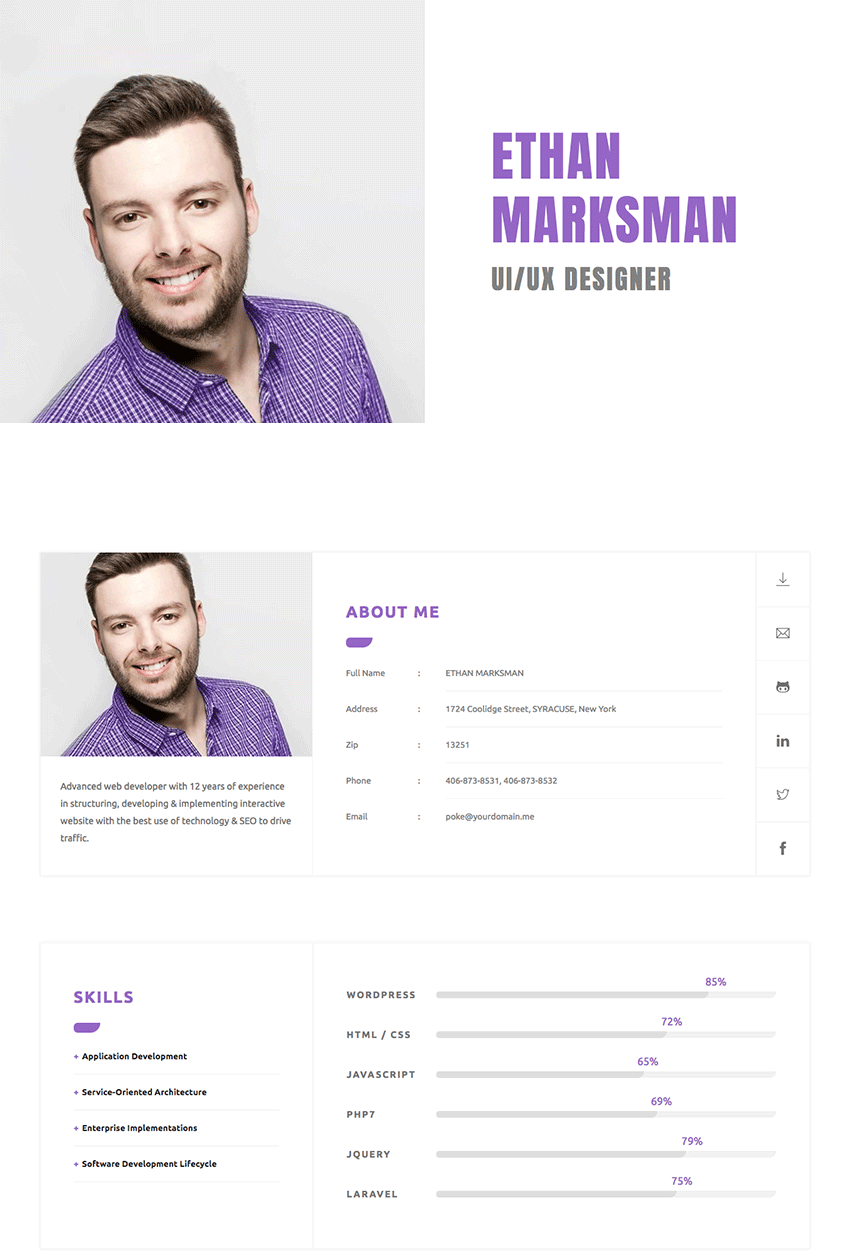 ETHAN
MARKSMAN
UI/UX DESIGNER
ABOUT ME
Full Name : ETHAN MARKSMAN
Address : 1724 Coolidge Street, SYRACUSE, New York
Zip : 13251
Phone : 406-873-8531, 406-873-8532
Email : poke@yourdomain.me
Advanced web developer with 12 years of experience
in structuring, developing & implementing interactive
website with the best use of technology & SEO to drive
traffic.
in
f
SKILLS
+ Application Development
+ Service-Oriented Architecture
+ Enterprise Implementations
+ Software Development Lifecycle
WORDPRESS 85%
HTML / CSS 72%
JAVASCRIPT 65%
PHP7 69%
JQUERY 79%
LARAVEL 75%